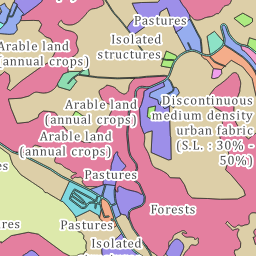 Pastures
Isolated
structures
Arable land
(annual crops)
Arable land
(annual crops)
Arable land
(annual crops)
Discontinuous
medium density
urban fabric
(S.L. : 30% -
50%)
Pastures
Forests
Pastures
Isolated